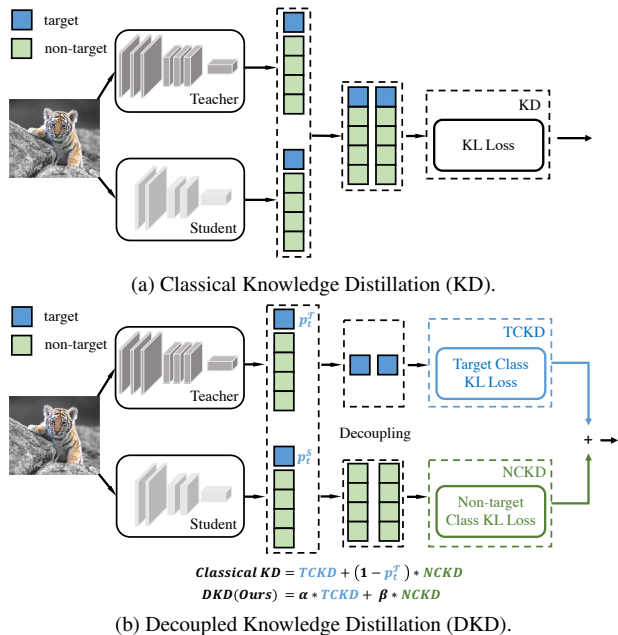 target
non-target
Teacher
Student
KD
KL Loss
(a) Classical Knowledge Distillation (KD).
target
non-target
Teacher
Student
p_t^𝒯
p_t^𝒮
Decoupling
TCKD
Target Class
KL Loss
NCKD
Non-target
Class KL Loss
+
Classical KD = TCKD + (1 − p_t^𝒯) * NCKD
DKD(Ours) = α * TCKD + β * NCKD
(b) Decoupled Knowledge Distillation (DKD).